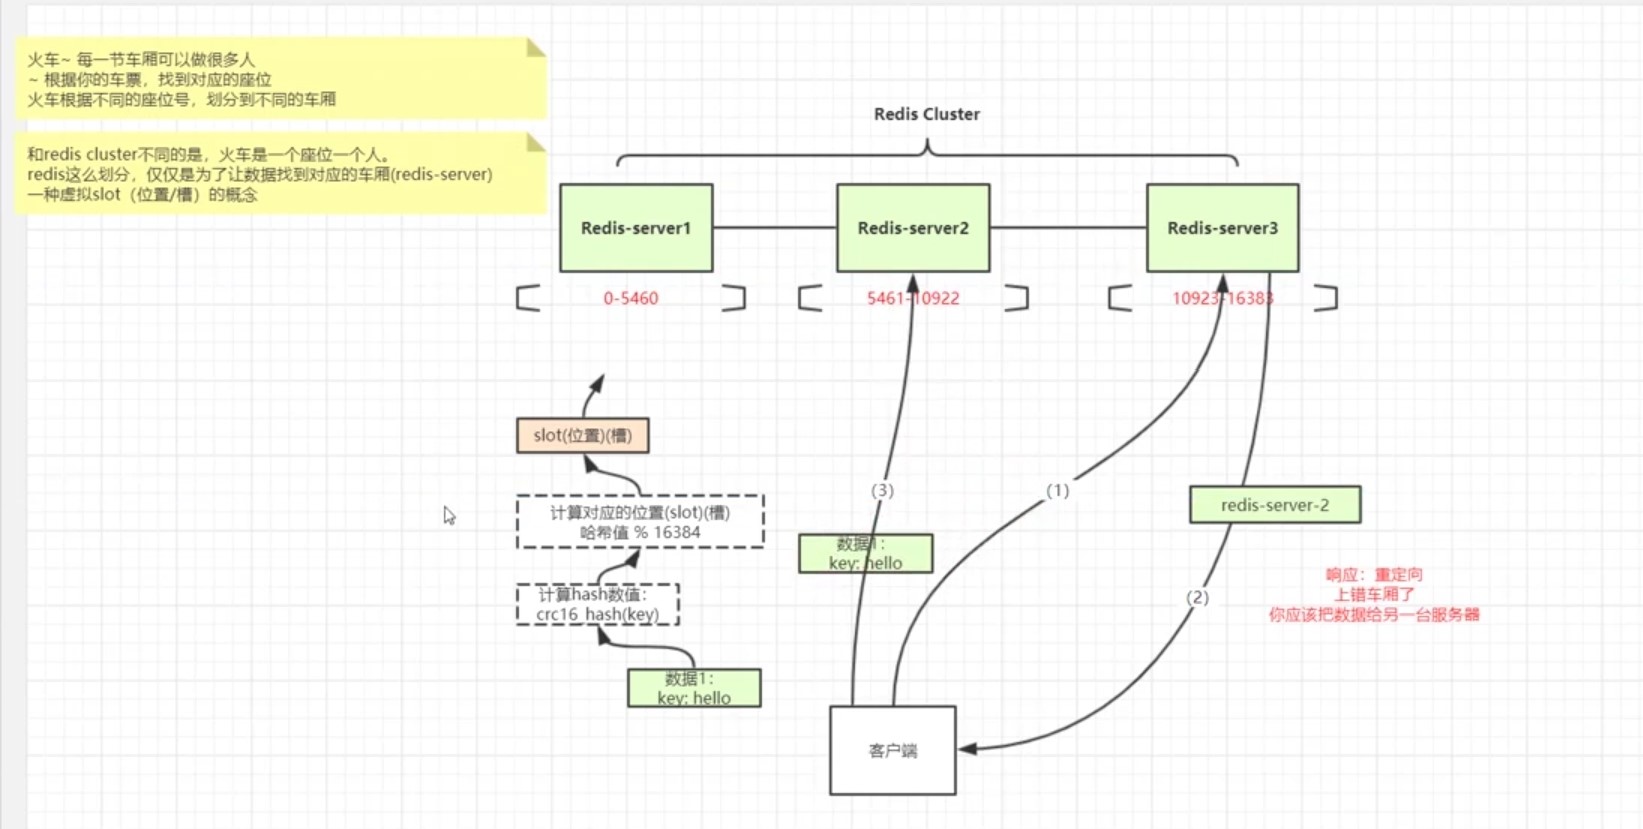 火车~ 每一节车厢可以做很多人
~ 根据你的车票，找到对应的座位
火车根据不同的座位号，划分到不同的车厢
和redis cluster不同的是，火车是一个座位一个人。
redis这么划分，仅仅是为了让数据找到对应的车厢(redis-server)
一种虚拟slot（位置/槽）的概念
Redis Cluster
Redis-server1
Redis-server2
Redis-server3
0-5460
5461-10922
10923-16383
slot(位置)(槽)
计算对应的位置(slot)(槽)
哈希值 % 16384
计算hash数值：
crc16_hash(key)
数据1：
key: hello
(3)
(1)
redis-server-2
数据1：
key: hello
(2)
响应：重定向
上错车厢了
你应该把数据给另一台服务器
客户端